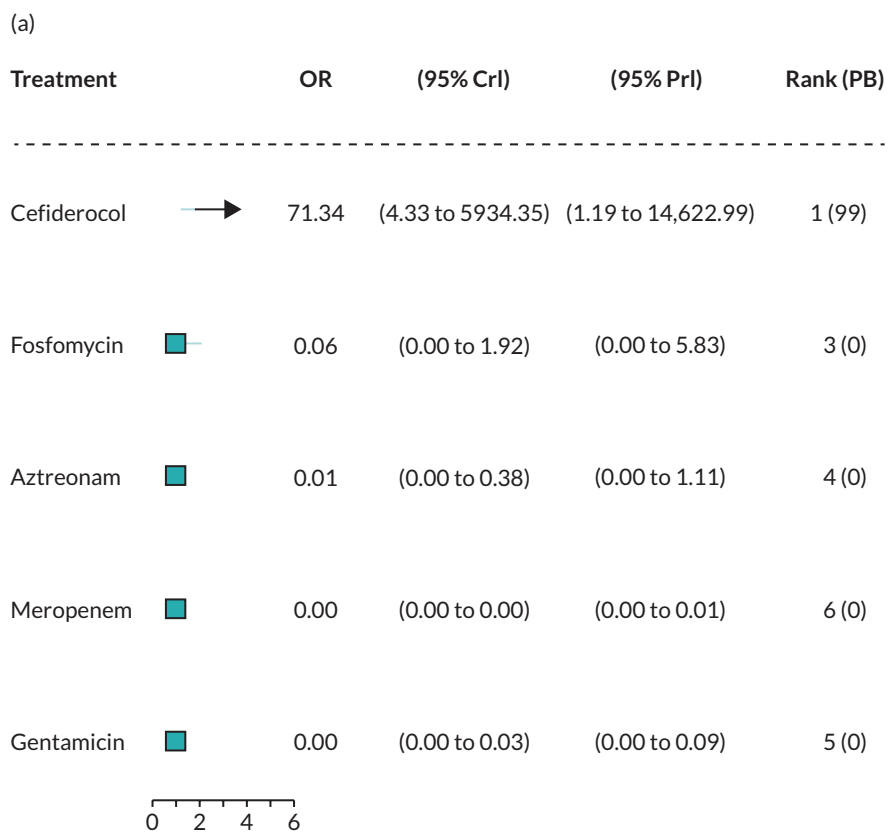 (a)
Treatment OR (95% Crl) (95% Prl) Rank (PB)
Cefiderocol 71.34 (4.33 to 5934.35) (1.19 to 14,622.99) 1 (99)
Fosfomycin 0.06 (0.00 to 1.92) (0.00 to 5.83) 3 (0)
Aztreonam 0.01 (0.00 to 0.38) (0.00 to 1.11) 4 (0)
Meropenem 0.00 (0.00 to 0.00) (0.00 to 0.01) 6 (0)
Gentamicin 0.00 (0.00 to 0.03) (0.00 to 0.09) 5 (0)
0 2 4 6